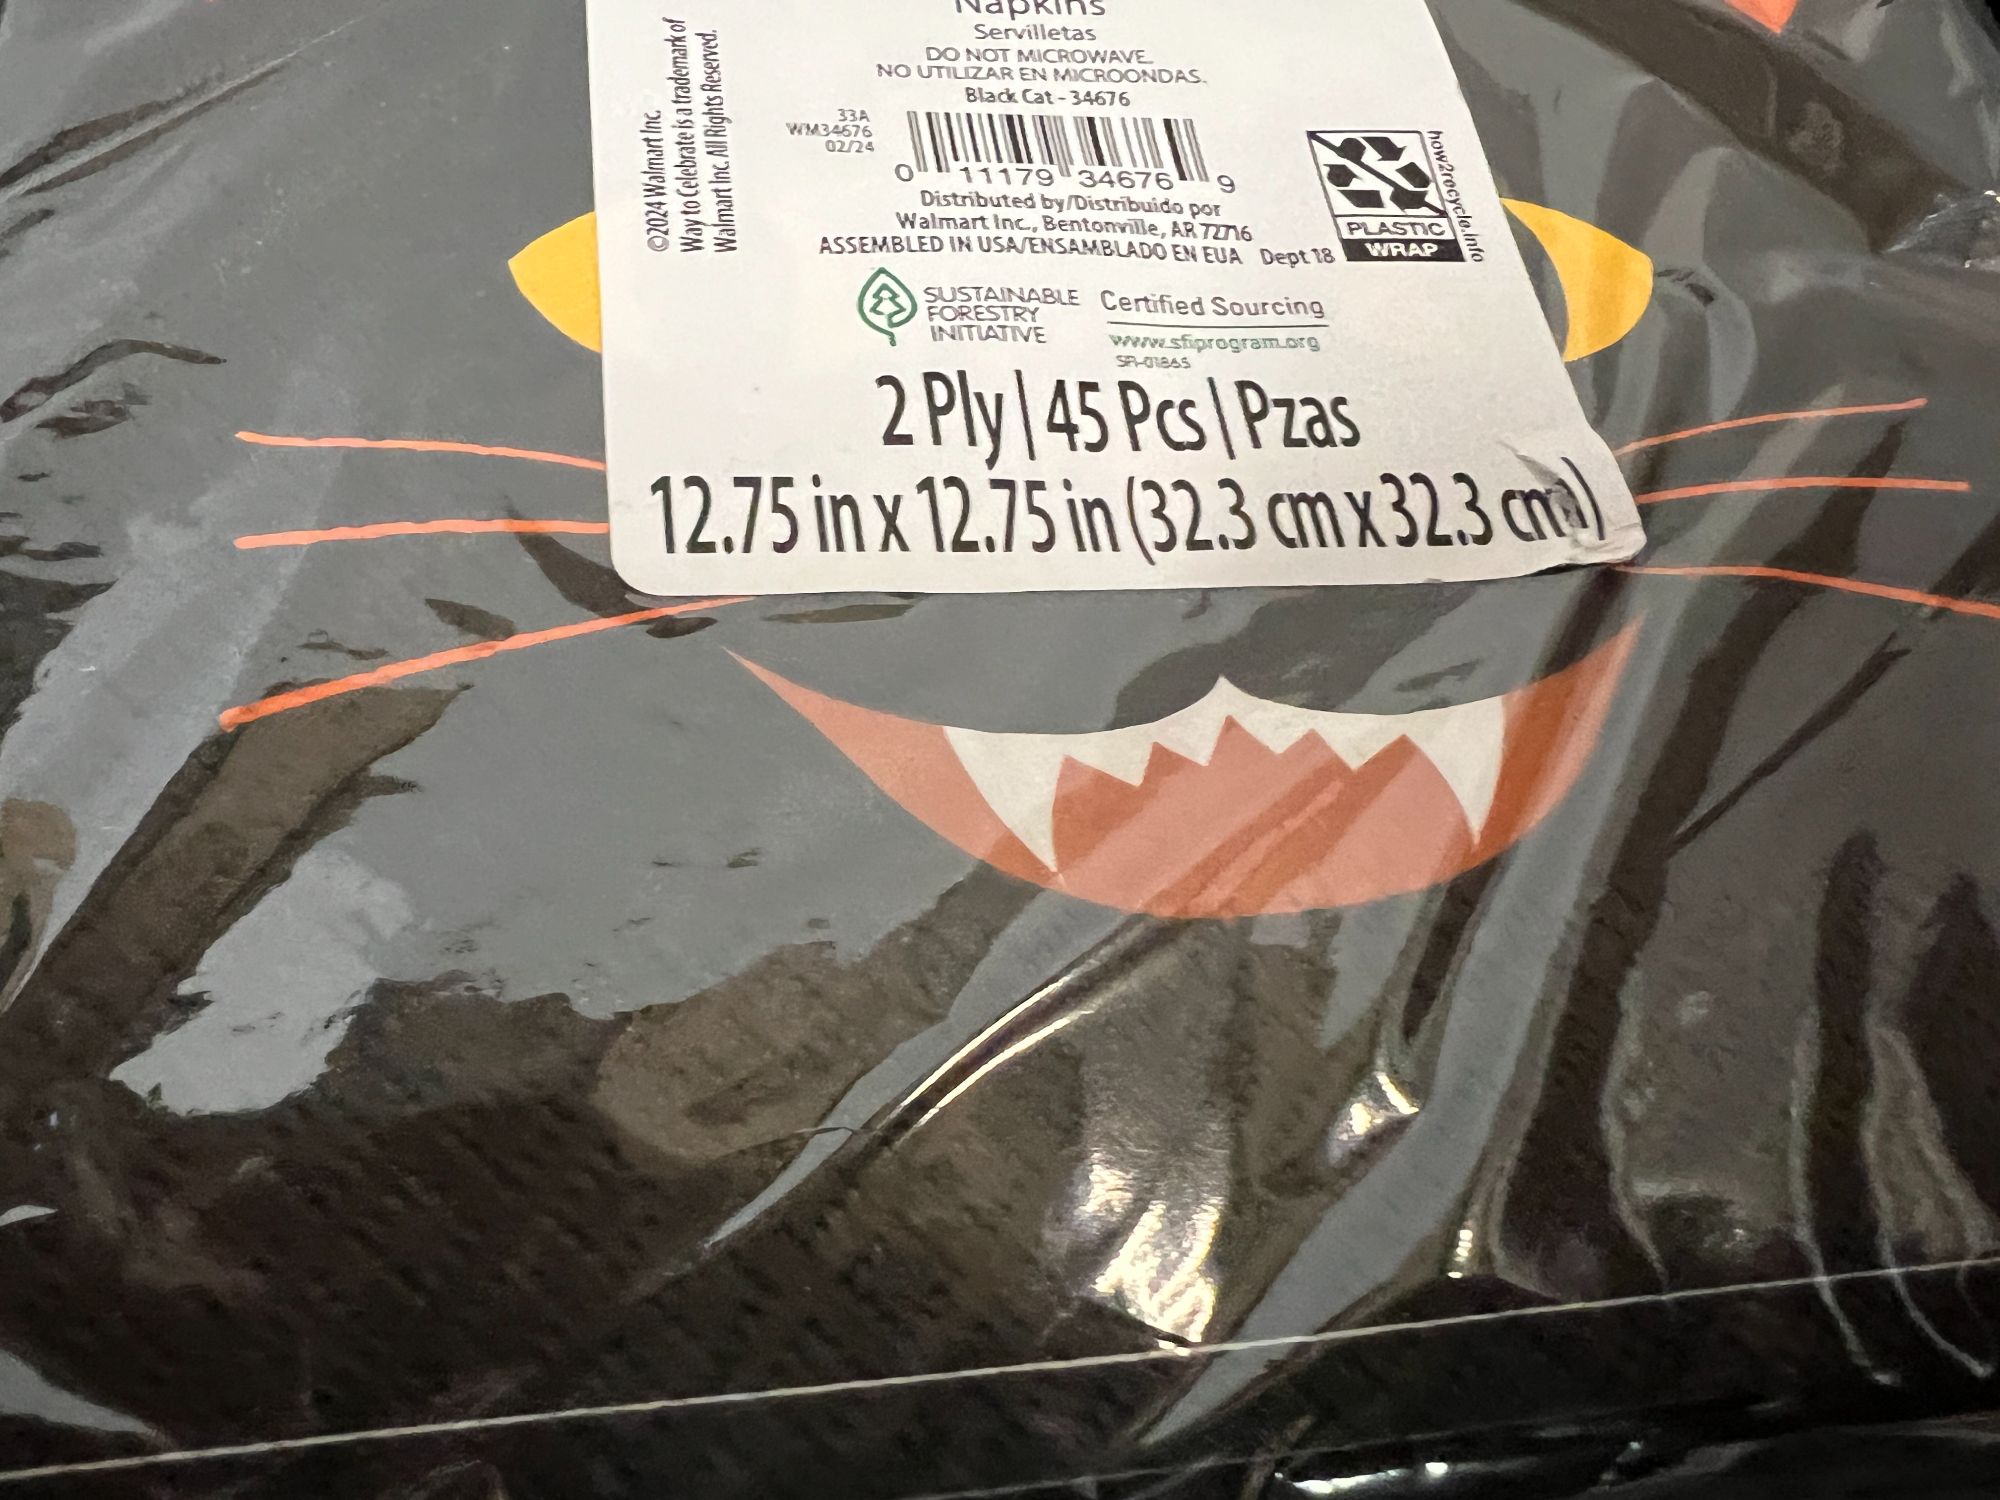 Napkins
Servilletas
DO NOT MICROWAVE.
NO UTILIZAR EN MICROONDAS.
Black Cat - 34676
33A
WM34676
02/24
0 11179 34676 9
Distributed by/Distribuido por
Walmart Inc., Bentonville, AR 72716
ASSEMBLED IN USA/ENSAMBLADO EN EUA Dept 18
©2024 Walmart Inc.
Way to Celebrate is a trademark of
Walmart Inc. All Rights Reserved.
PLASTIC
WRAP
how2recycle.info
SUSTAINABLE
FORESTRY
INITIATIVE
Certified Sourcing
www.sfiprogram.org
SFI-01865
2 Ply | 45 Pcs | Pzas
12.75 in x 12.75 in (32.3 cm x 32.3 cm)